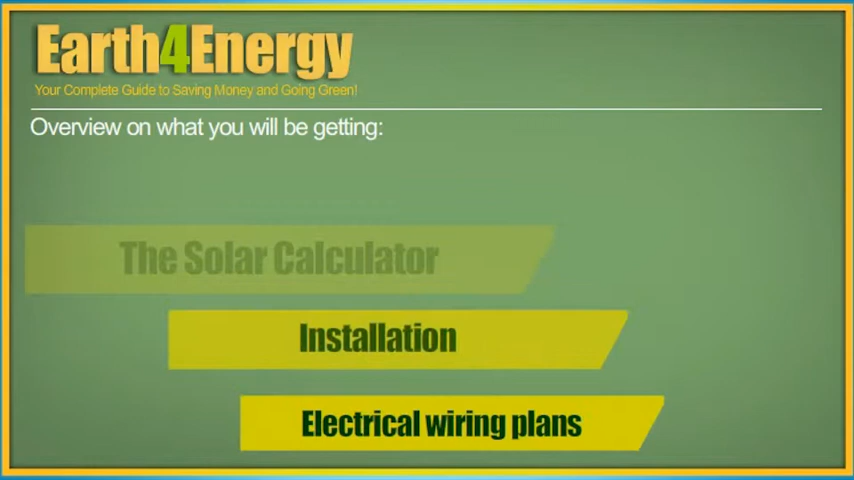 Earth4Energy
Your Complete Guide to Saving Money and Going Green!
Overview on what you will be getting:
The Solar Calculator
Installation
Electrical wiring plans